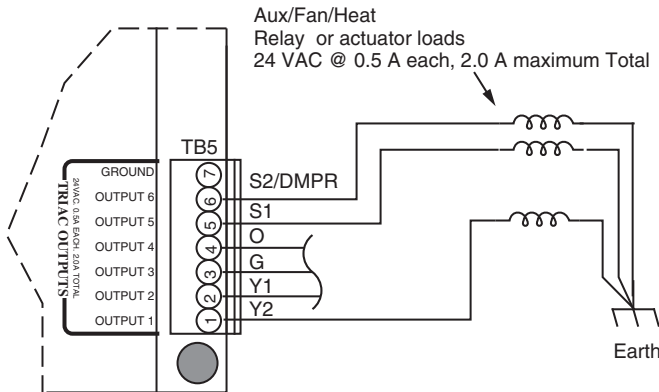 Aux/Fan/Heat
Relay or actuator loads
24 VAC @ 0.5 A each, 2.0 A maximum Total
TB5
GROUND
OUTPUT 6
OUTPUT 5
OUTPUT 4
OUTPUT 3
OUTPUT 2
OUTPUT 1
24VAC. 0.5A EACH. 2.0A TOTAL
TRIAC OUTPUTS
7
6
5
4
3
2
1
S2/DMPR
S1
O
G
Y1
Y2
Earth